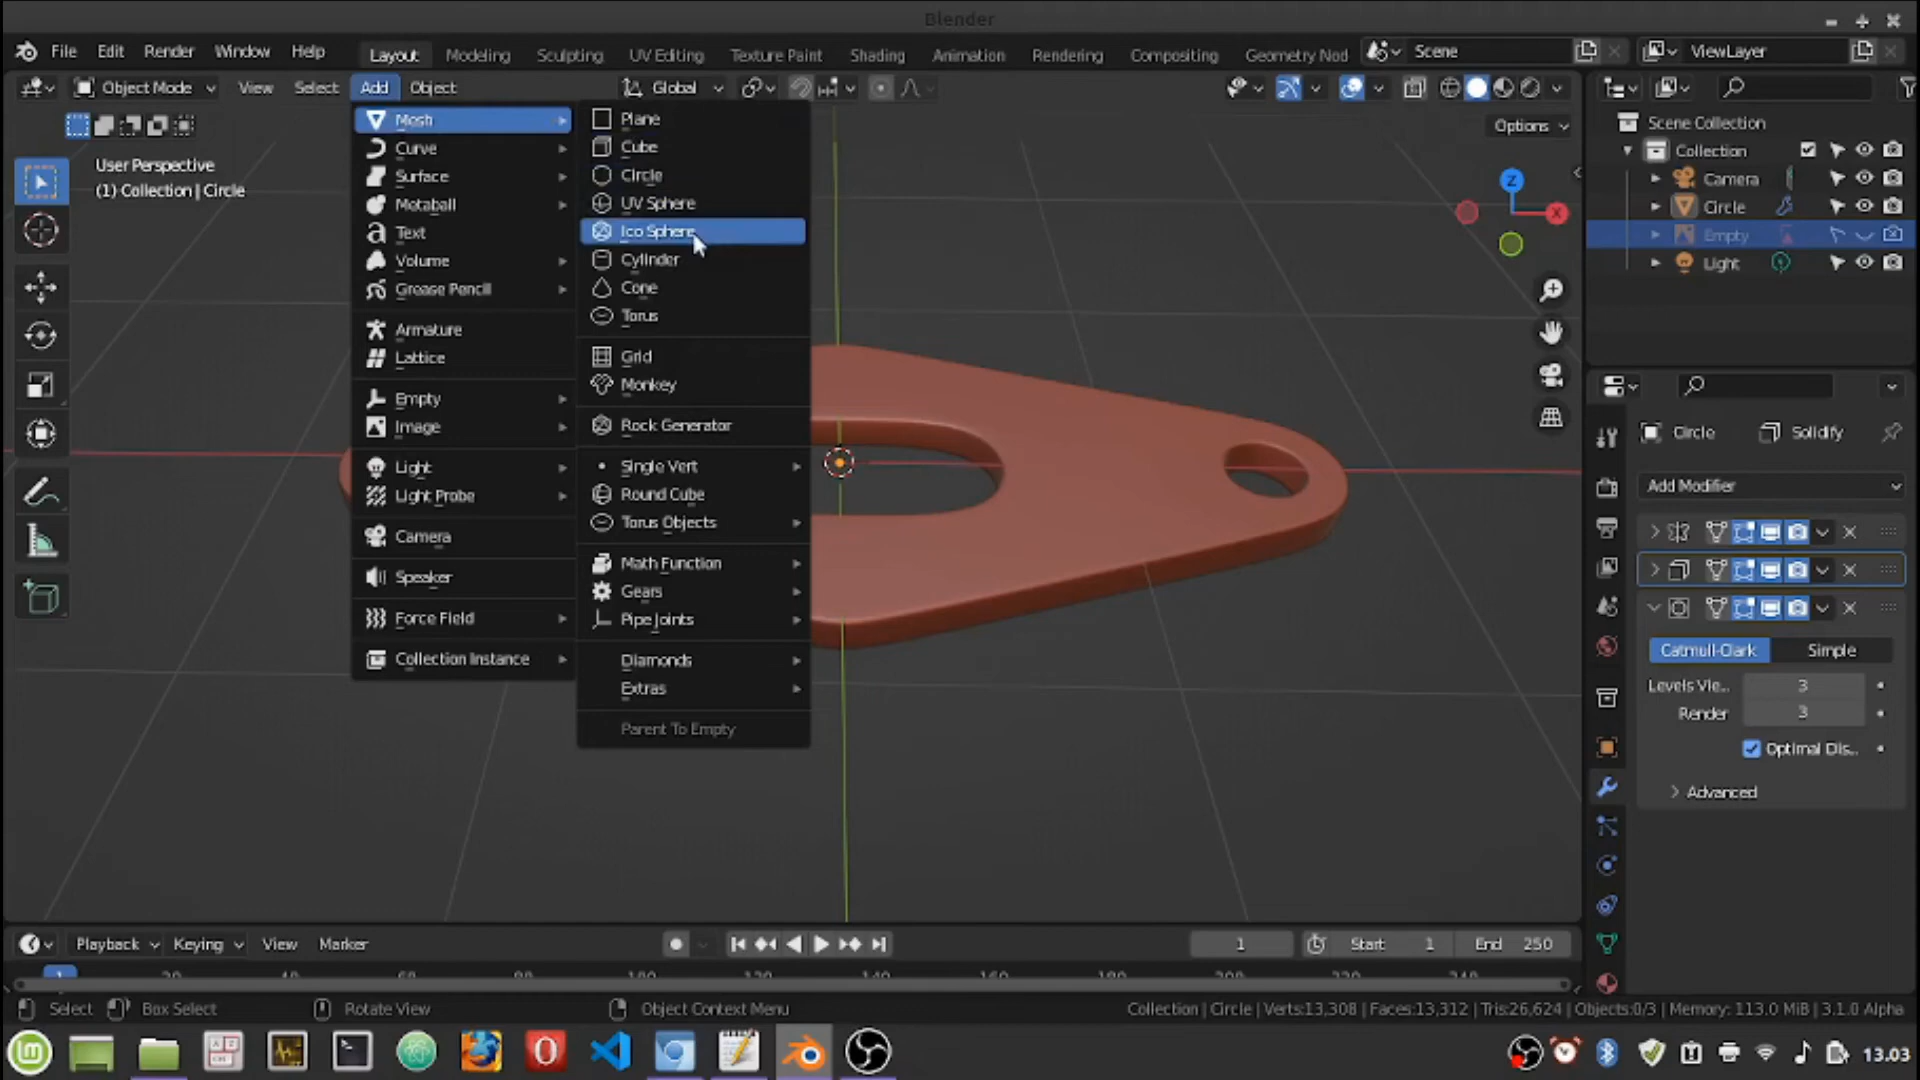 Blender
File Edit Render Window Help Layout Modeling Sculpting UV Editing Texture Paint Shading Animation Rendering Compositing Geometry Nod Scene ViewLayer
Object Mode View Select Add Object Global
Options
User Perspective
(1) Collection | Circle
Mesh
Curve
Surface
Metaball
Text
Volume
Grease Pencil
Armature
Lattice
Empty
Image
Light
Light Probe
Camera
Speaker
Force Field
Collection Instance
Plane
Cube
Circle
UV Sphere
Ico Sphere
Cylinder
Cone
Torus
Grid
Monkey
Rock Generator
Single Vert
Round Cube
Torus Objects
Math Function
Gears
Pipe Joints
Diamonds
Extras
Parent To Empty
Z
X
Scene Collection
Collection
Camera
Circle
Empty
Light
Circle Solidify
Add Modifier
Catmull-Clark Simple
Levels Vie.. 3
Render 3
Optimal Dis..
Advanced
Playback Keying View Marker 1 Start 1 End 250
1
Select Box Select Rotate View Object Context Menu Collection | Circle | Verts:13,308 | Faces:13,312 | Tris:26,624 | Objects:0/3 | Memory: 113.0 MiB | 3.1.0 Alpha
13.03